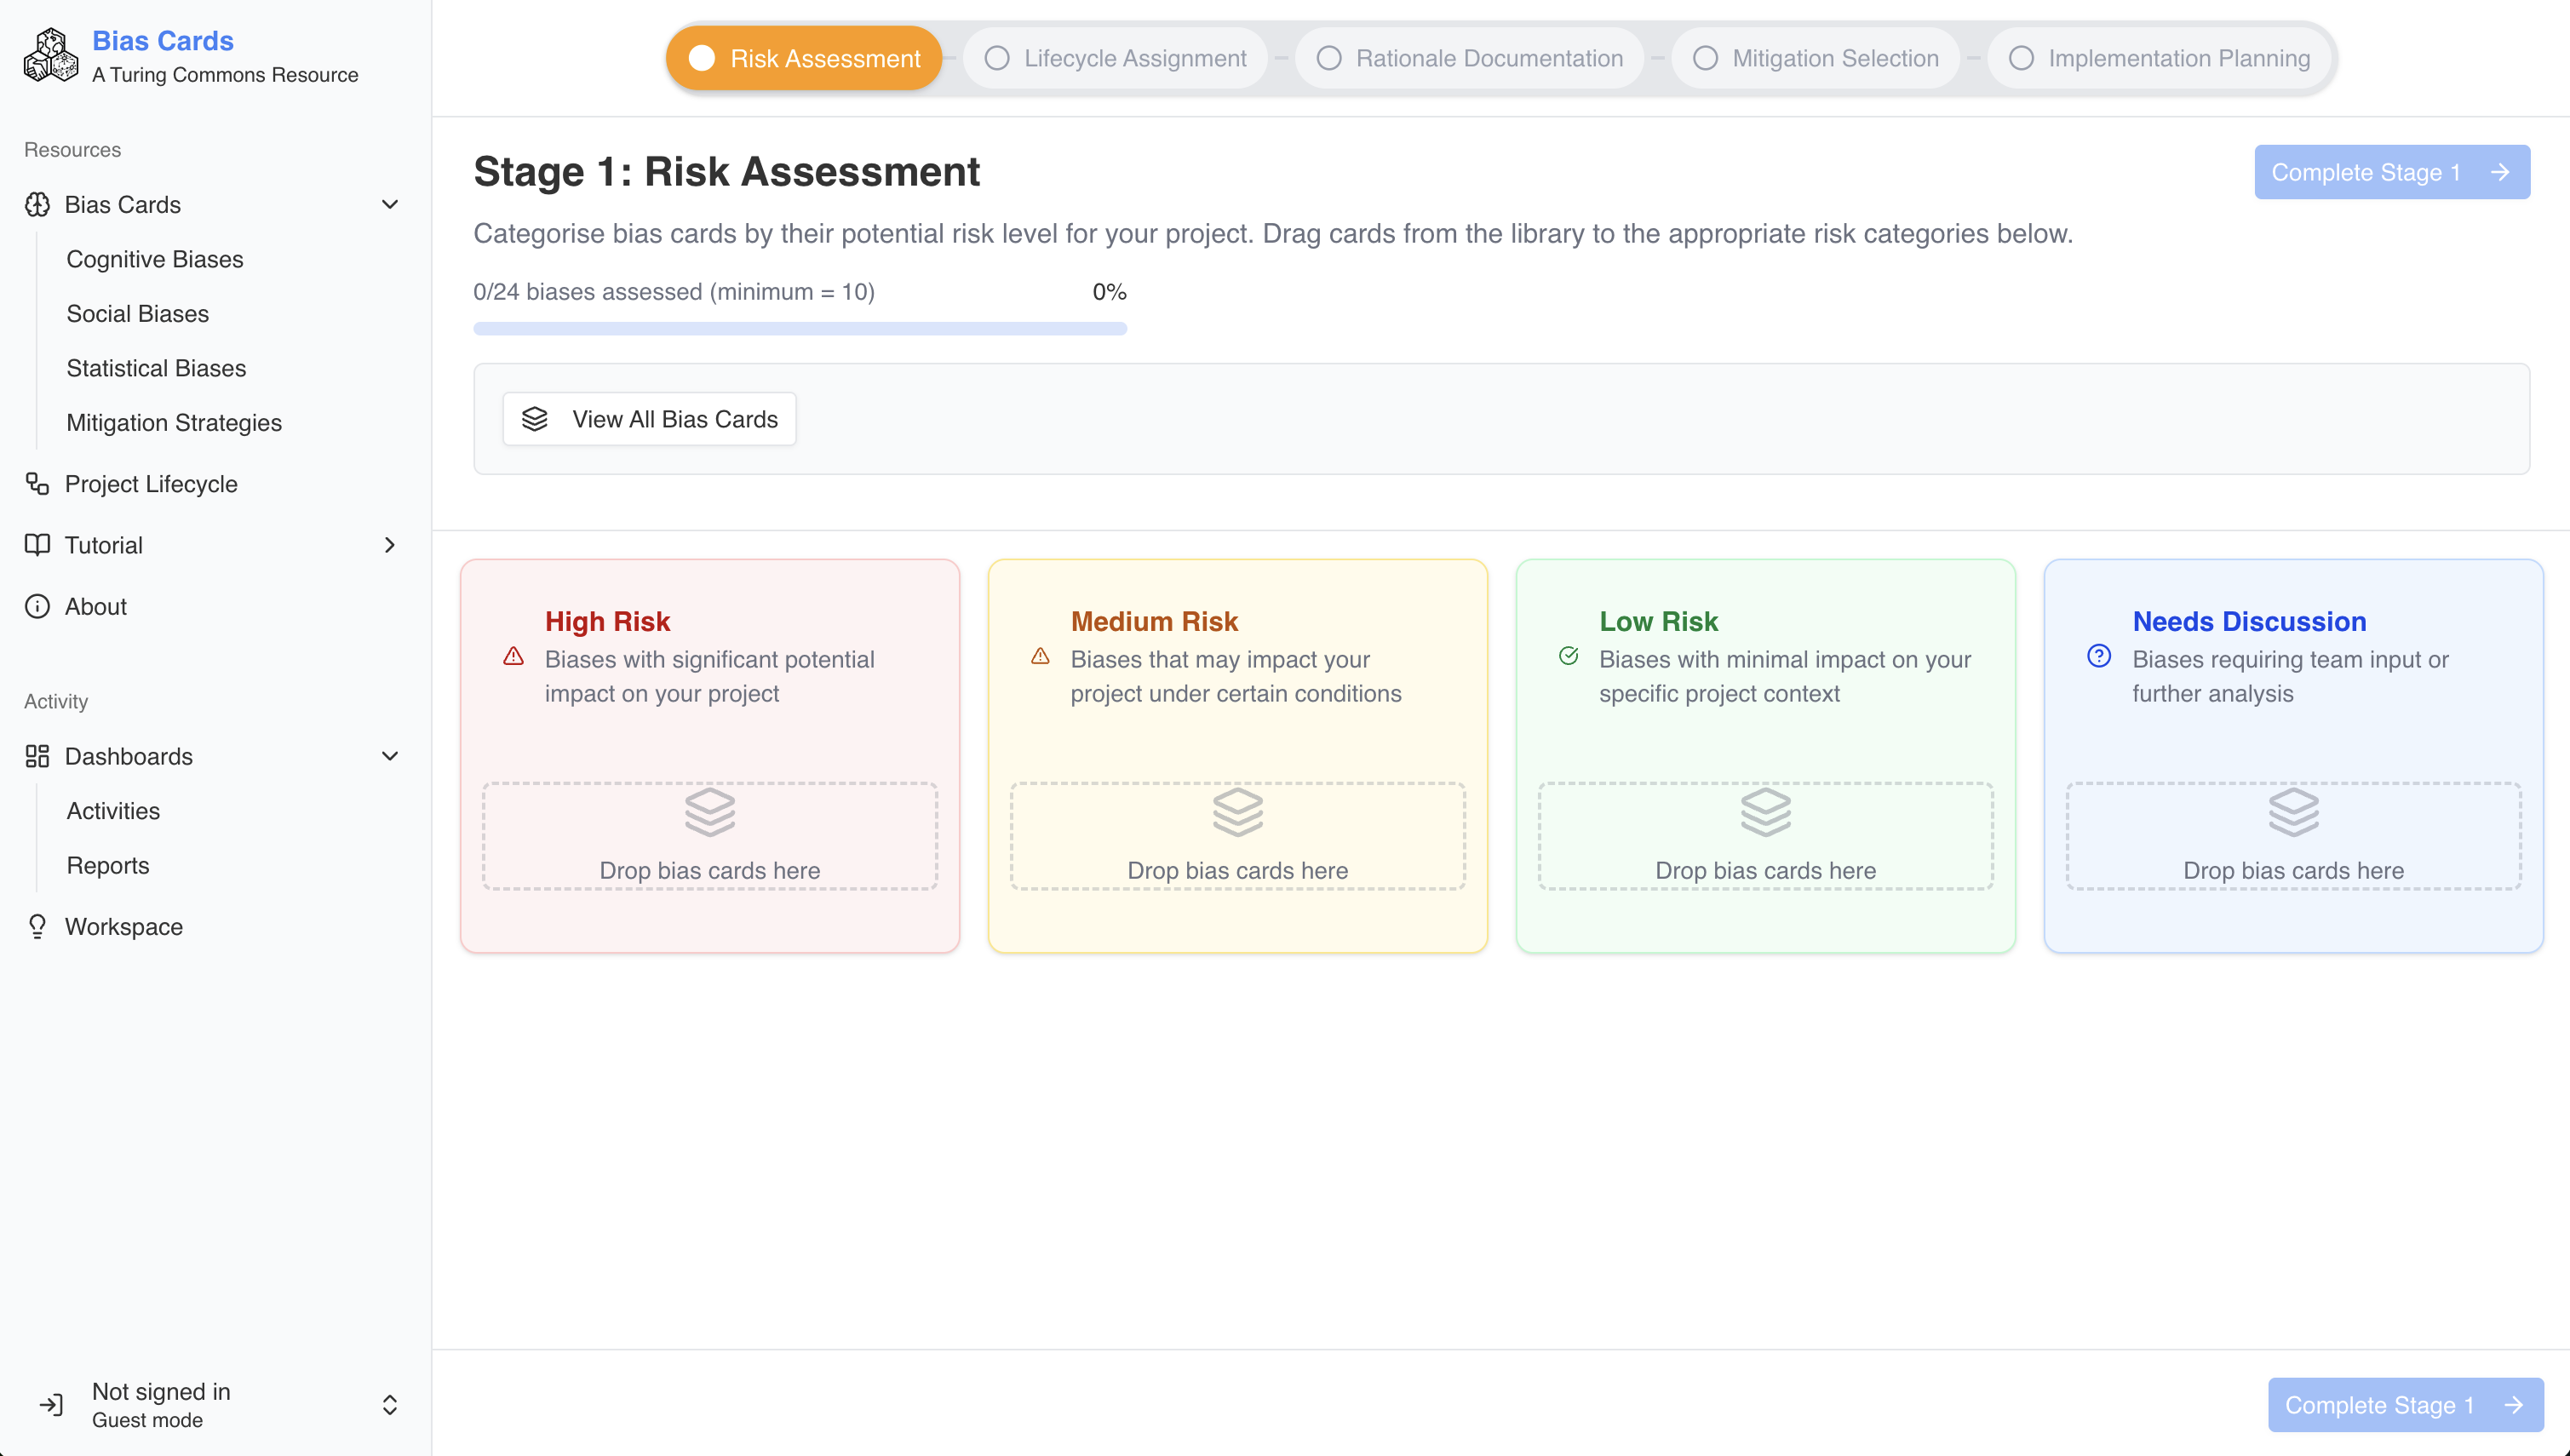 Bias Cards
A Turing Commons Resource
Resources
Bias Cards
Cognitive Biases
Social Biases
Statistical Biases
Mitigation Strategies
Project Lifecycle
Tutorial
About
Activity
Dashboards
Activities
Reports
Workspace
Not signed in
Guest mode
Risk Assessment
Lifecycle Assignment
Rationale Documentation
Mitigation Selection
Implementation Planning
Stage 1: Risk Assessment
Complete Stage 1
Categorise bias cards by their potential risk level for your project. Drag cards from the library to the appropriate risk categories below.
0/24 biases assessed (minimum = 10)
0%
View All Bias Cards
High Risk
Biases with significant potential
impact on your project
Drop bias cards here
Medium Risk
Biases that may impact your
project under certain conditions
Drop bias cards here
Low Risk
Biases with minimal impact on your
specific project context
Drop bias cards here
Needs Discussion
Biases requiring team input or
further analysis
Drop bias cards here
Complete Stage 1